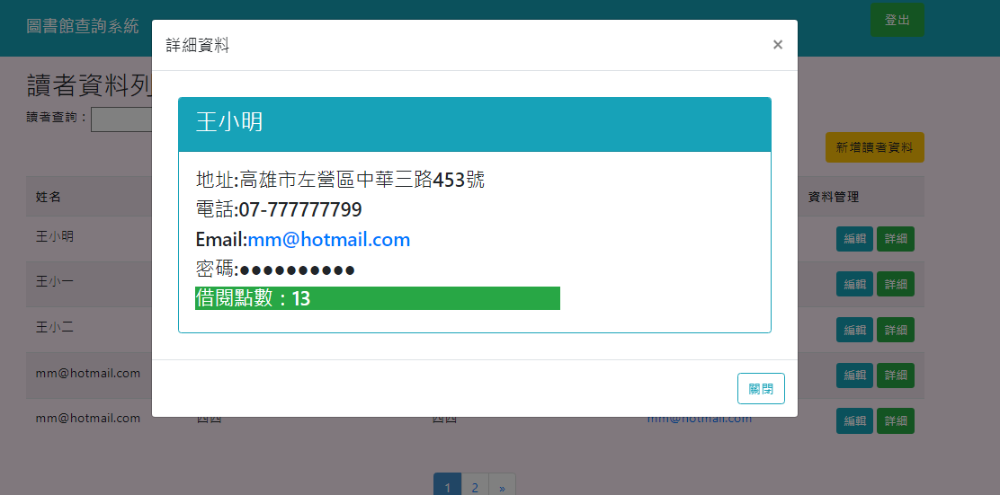 圖書館查詢系統
登出
詳細資料
×
讀者資料列
讀者查詢：
王小明
地址:高雄市左營區中華三路453號
電話:07-777777799
Email:mm@hotmail.com
密碼:●●●●●●●●●●
借閱點數：13
關閉
新增讀者資料
姓名 資料管理
王小明 編輯 詳細
王小一 編輯 詳細
王小二 編輯 詳細
mm@hotmail.com 編輯 詳細
mm@hotmail.com 四四 四四 mm@hotmail.com 編輯 詳細
1 2 »